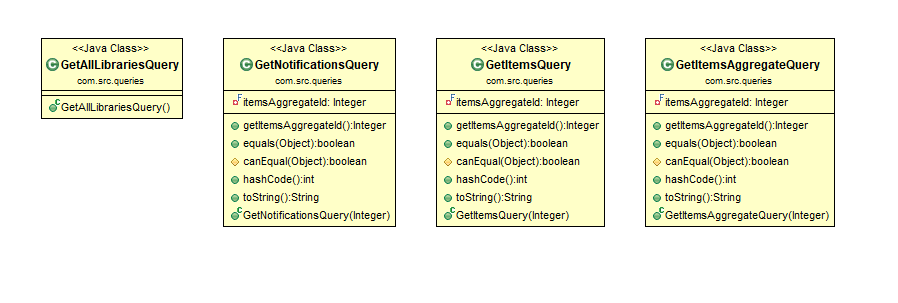 <<Java Class>>
GetAllLibrariesQuery
com.src.queries
GetAllLibrariesQuery()
<<Java Class>>
GetNotificationsQuery
com.src.queries
itemsAggregateId: Integer
getItemsAggregateId():Integer
equals(Object):boolean
canEqual(Object):boolean
hashCode():int
toString():String
GetNotificationsQuery(Integer)
<<Java Class>>
GetItemsQuery
com.src.queries
itemsAggregateId: Integer
getItemsAggregateId():Integer
equals(Object):boolean
canEqual(Object):boolean
hashCode():int
toString():String
GetItemsQuery(Integer)
<<Java Class>>
GetItemsAggregateQuery
com.src.queries
itemsAggregateId: Integer
getItemsAggregateId():Integer
equals(Object):boolean
canEqual(Object):boolean
hashCode():int
toString():String
GetItemsAggregateQuery(Integer)